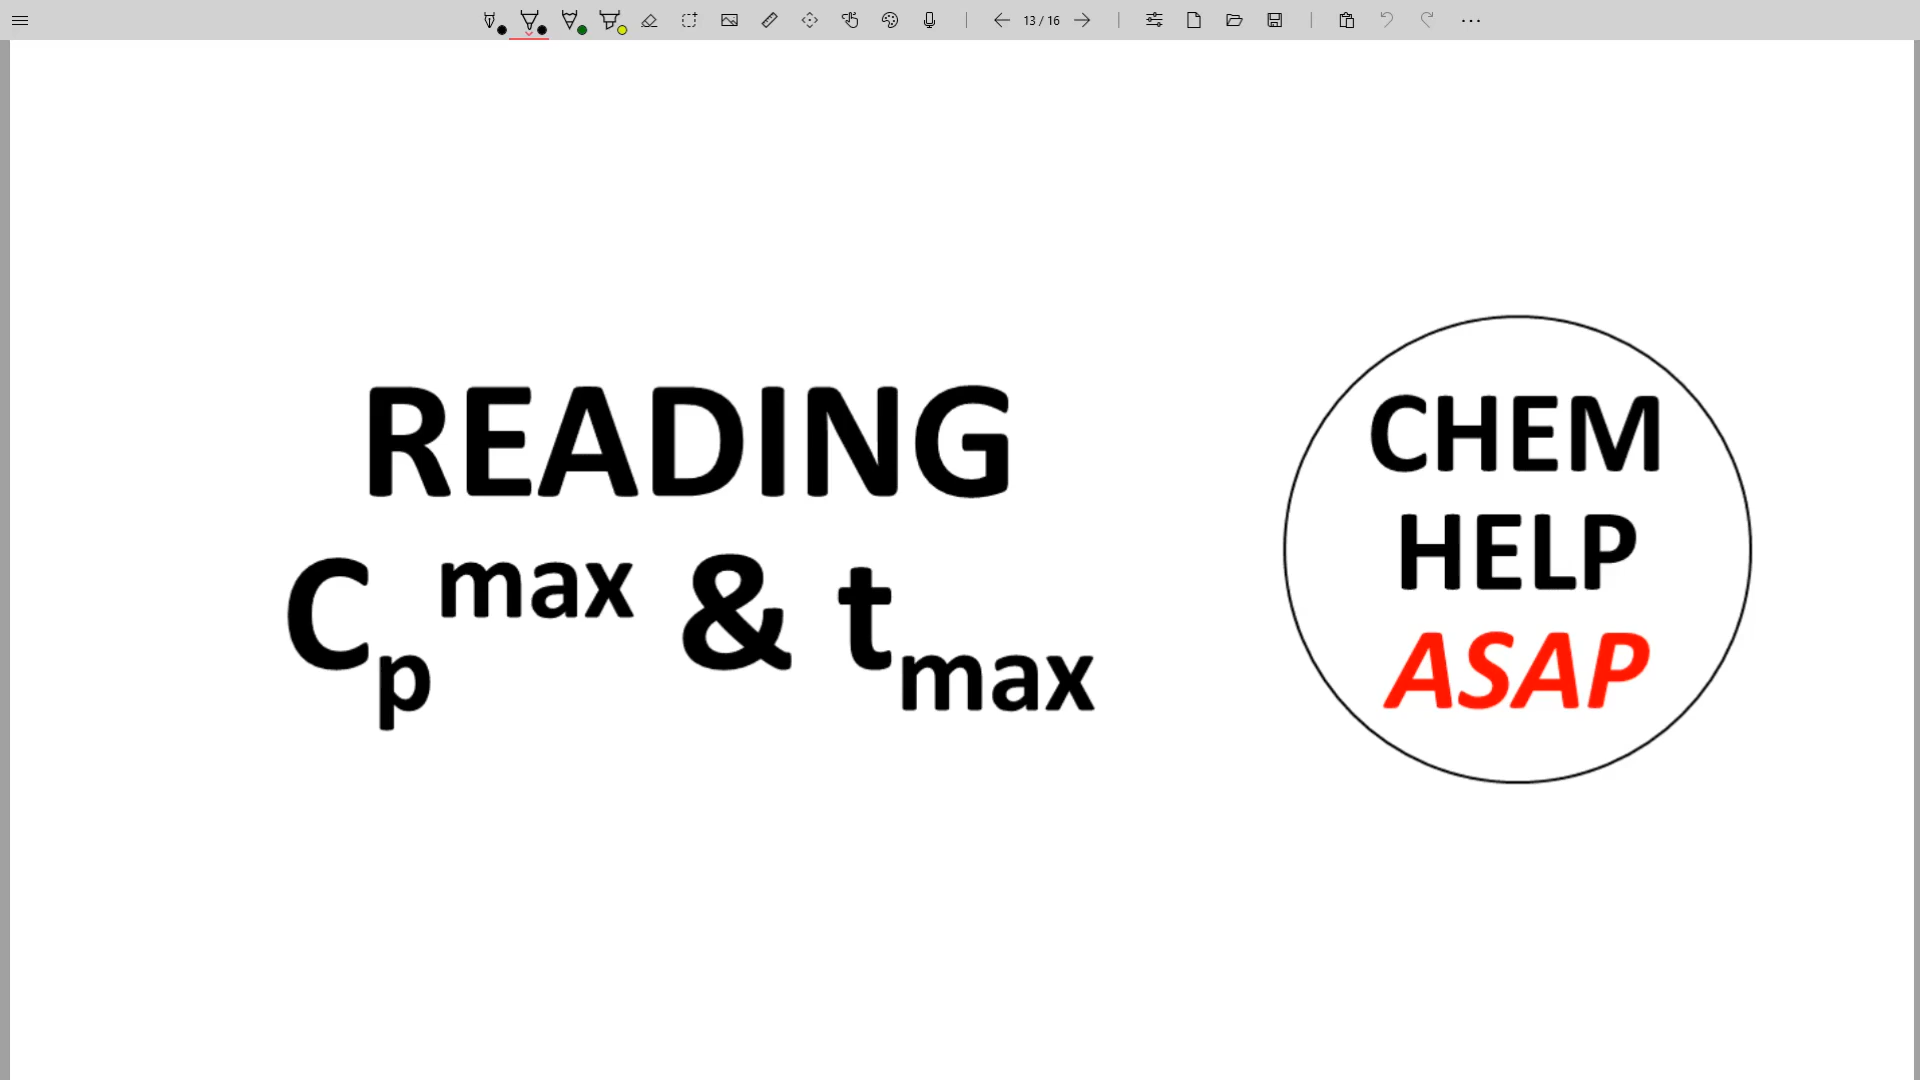 13 / 16
READING
Cp max & tmax
CHEM
HELP
ASAP